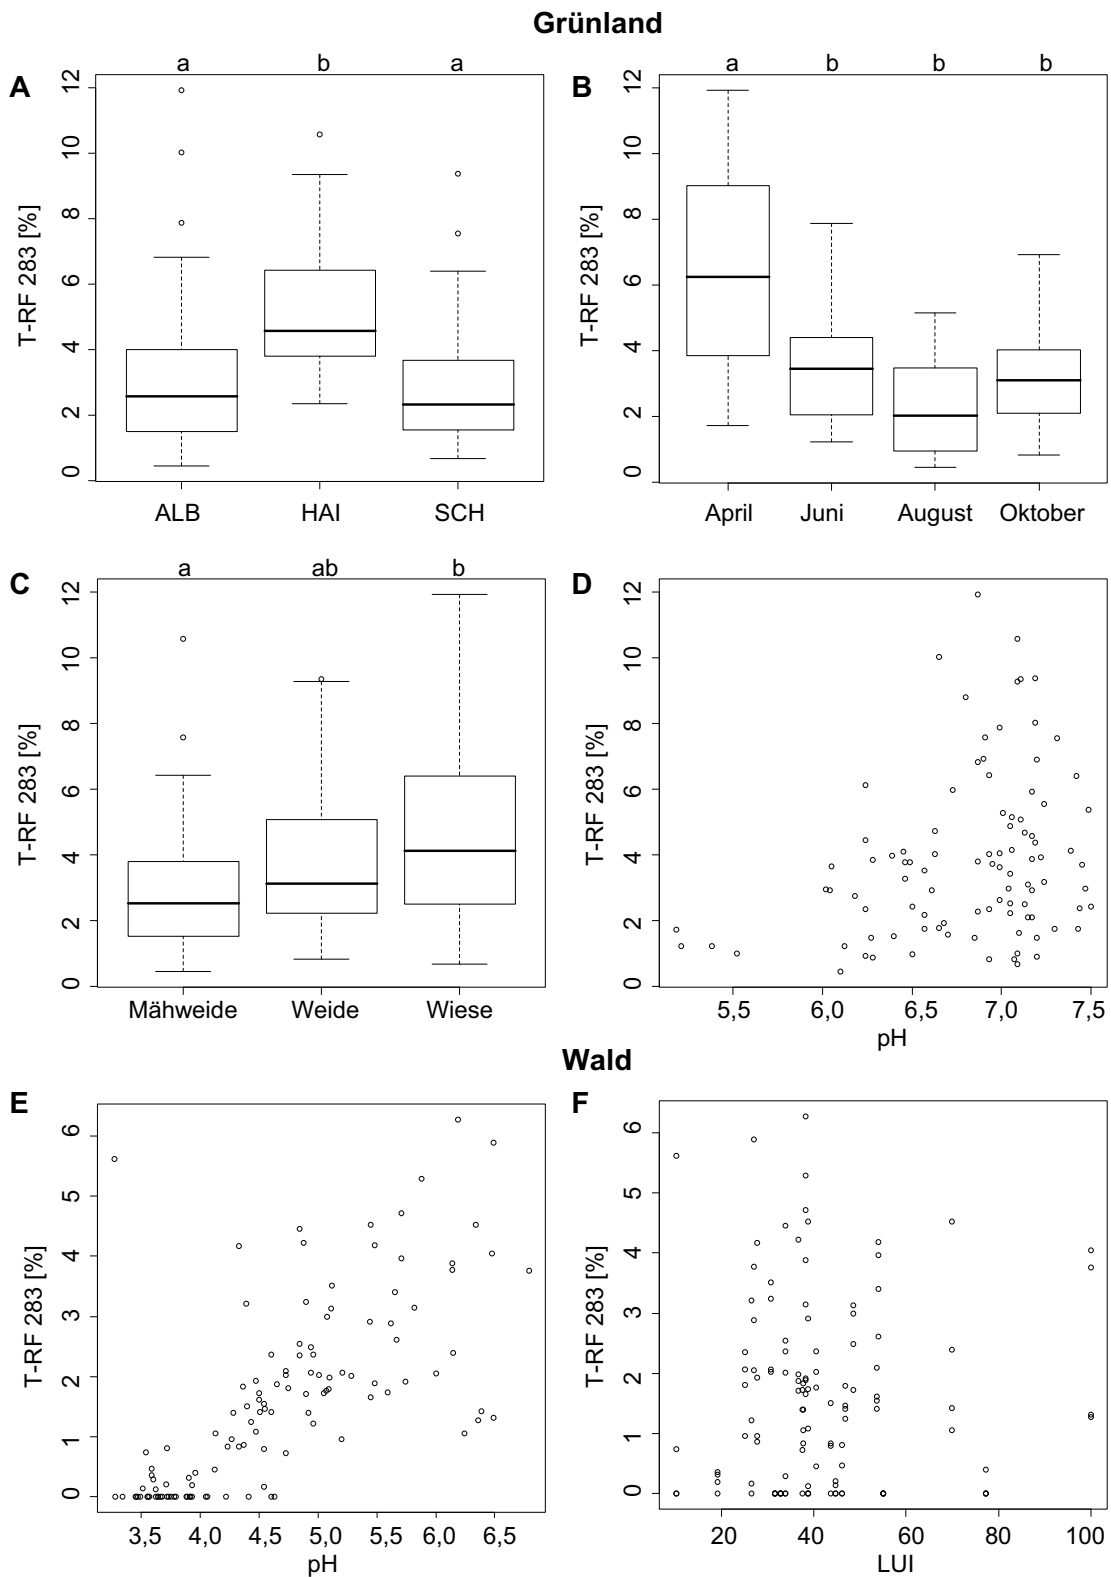 Grünland
A
a b a
T-RF 283 [%]
0 2 4 6 8 10 12
ALB HAI SCH
B
a b b b
T-RF 283 [%]
0 2 4 6 8 10 12
April Juni August Oktober
C
a ab b
T-RF 283 [%]
0 2 4 6 8 10 12
Mähweide Weide Wiese
D
T-RF 283 [%]
0 2 4 6 8 10 12
5,5 6,0 6,5 7,0 7,5
pH
Wald
E
T-RF 283 [%]
0 1 2 3 4 5 6
3,5 4,0 4,5 5,0 5,5 6,0 6,5
pH
F
T-RF 283 [%]
0 1 2 3 4 5 6
20 40 60 80 100
LUI